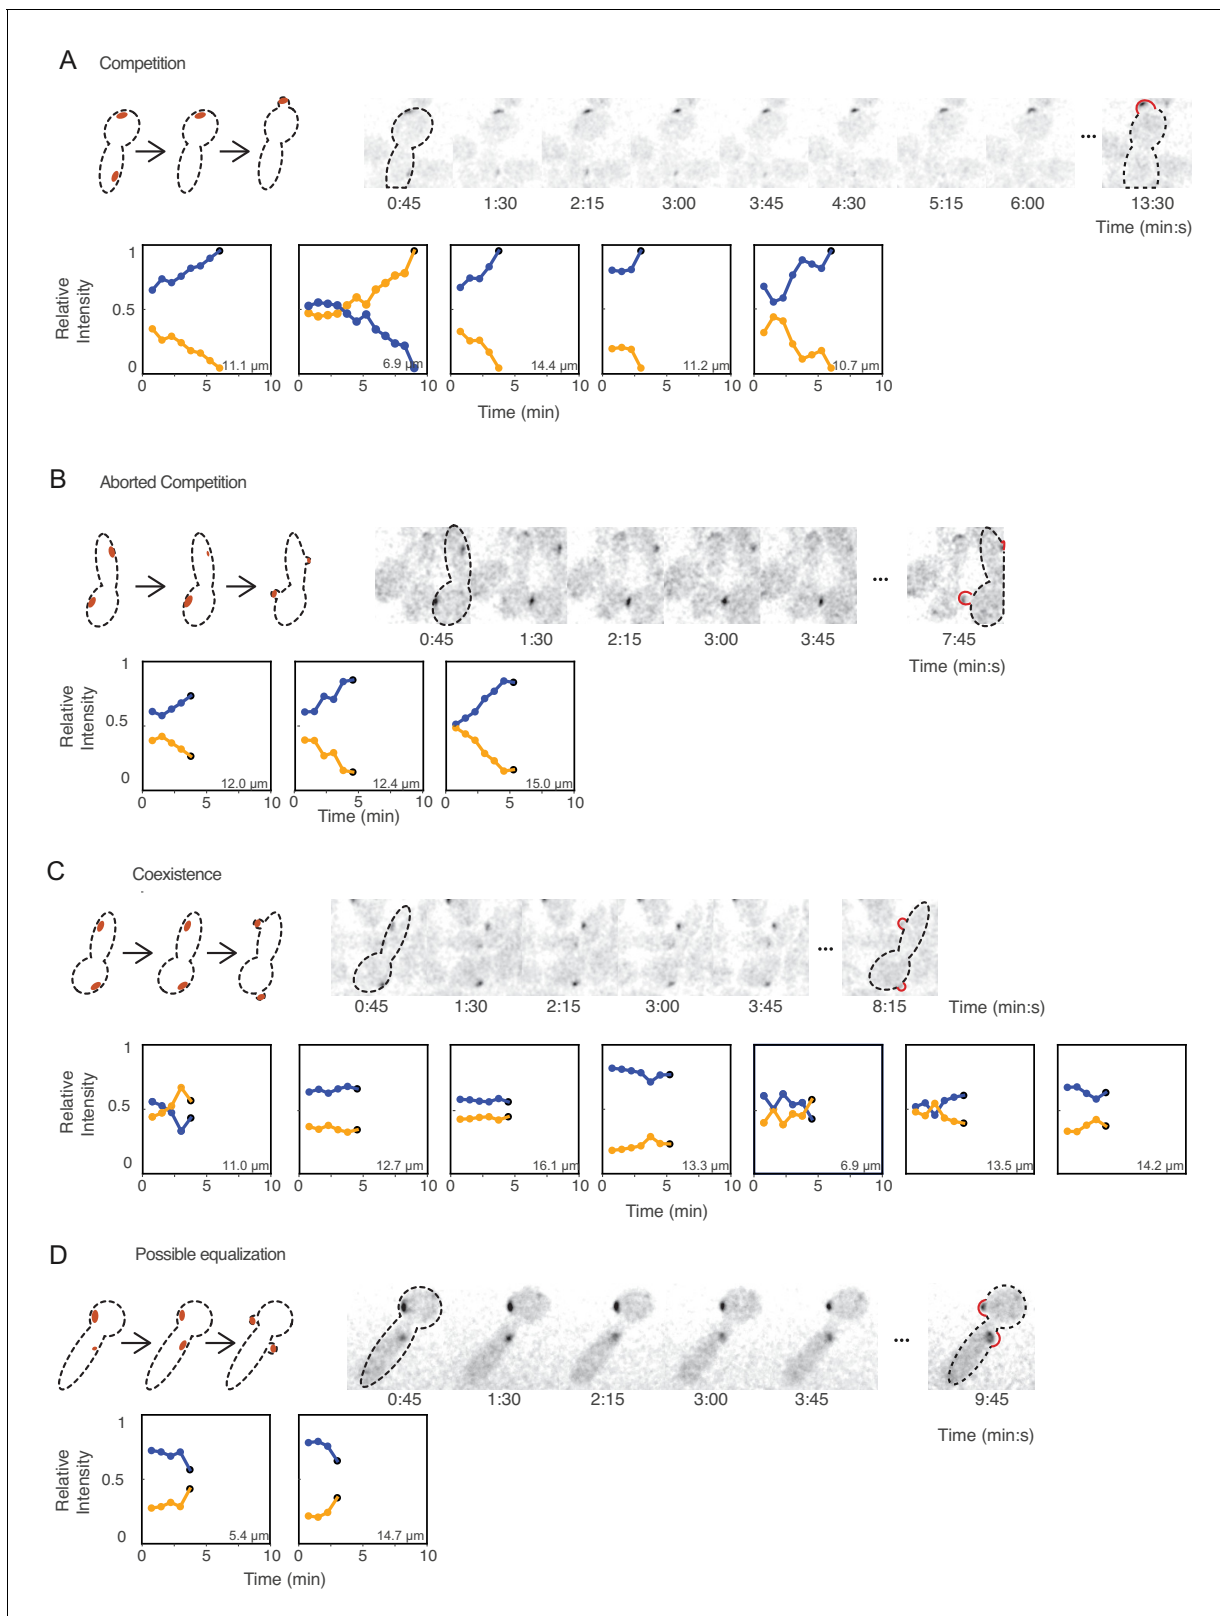 A Competition
...
0:45 1:30 2:15 3:00 3:45 4:30 5:15 6:00 13:30
Time (min:s)
Relative Intensity
1
0.5
0
11.1 µm 6.9 µm 14.4 µm 11.2 µm 10.7 µm
0 5 10 0 5 10 0 5 10 0 5 10 0 5 10
Time (min)
B Aborted Competition
...
0:45 1:30 2:15 3:00 3:45 7:45
Time (min:s)
Relative Intensity
1
0.5
0
12.0 µm 12.4 µm 15.0 µm
0 5 10 0 5 10 0 5 10
Time (min)
C Coexistence
...
0:45 1:30 2:15 3:00 3:45 8:15 Time (min:s)
Relative Intensity
1
0.5
0
11.0 µm 12.7 µm 16.1 µm 13.3 µm 6.9 µm 13.5 µm 14.2 µm
0 5 10 0 5 10 0 5 10 0 5 10 0 5 10
Time (min)
D Possible equalization
...
0:45 1:30 2:15 3:00 3:45 9:45
Time (min:s)
Relative Intensity
1
0.5
0
5.4 µm 14.7 µm
0 5 10 0 5 10
Time (min)